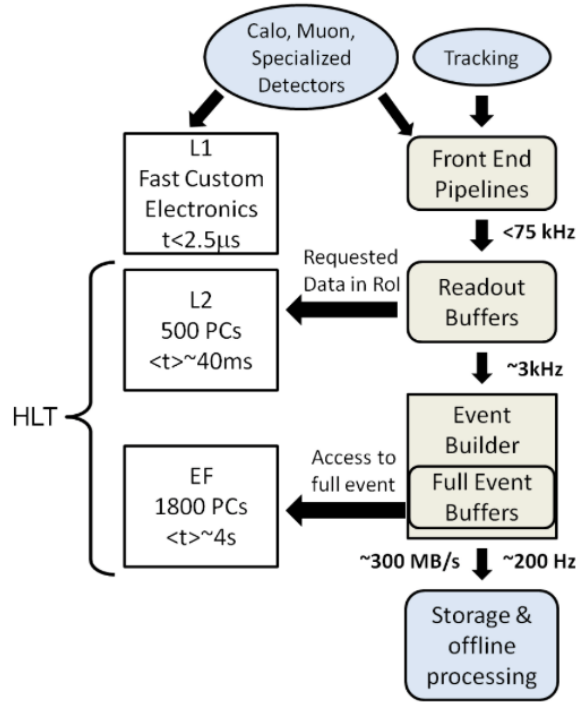 Calo, Muon,
Specialized
Detectors
Tracking
L1
Fast Custom
Electronics
t<2.5μs
Front End
Pipelines
<75 kHz
Requested
Data in RoI
L2
500 PCs
<t>~40ms
Readout
Buffers
~3kHz
HLT
Event
Builder
Full Event
Buffers
Access to
full event
EF
1800 PCs
<t>~4s
~300 MB/s
~200 Hz
Storage &
offline
processing